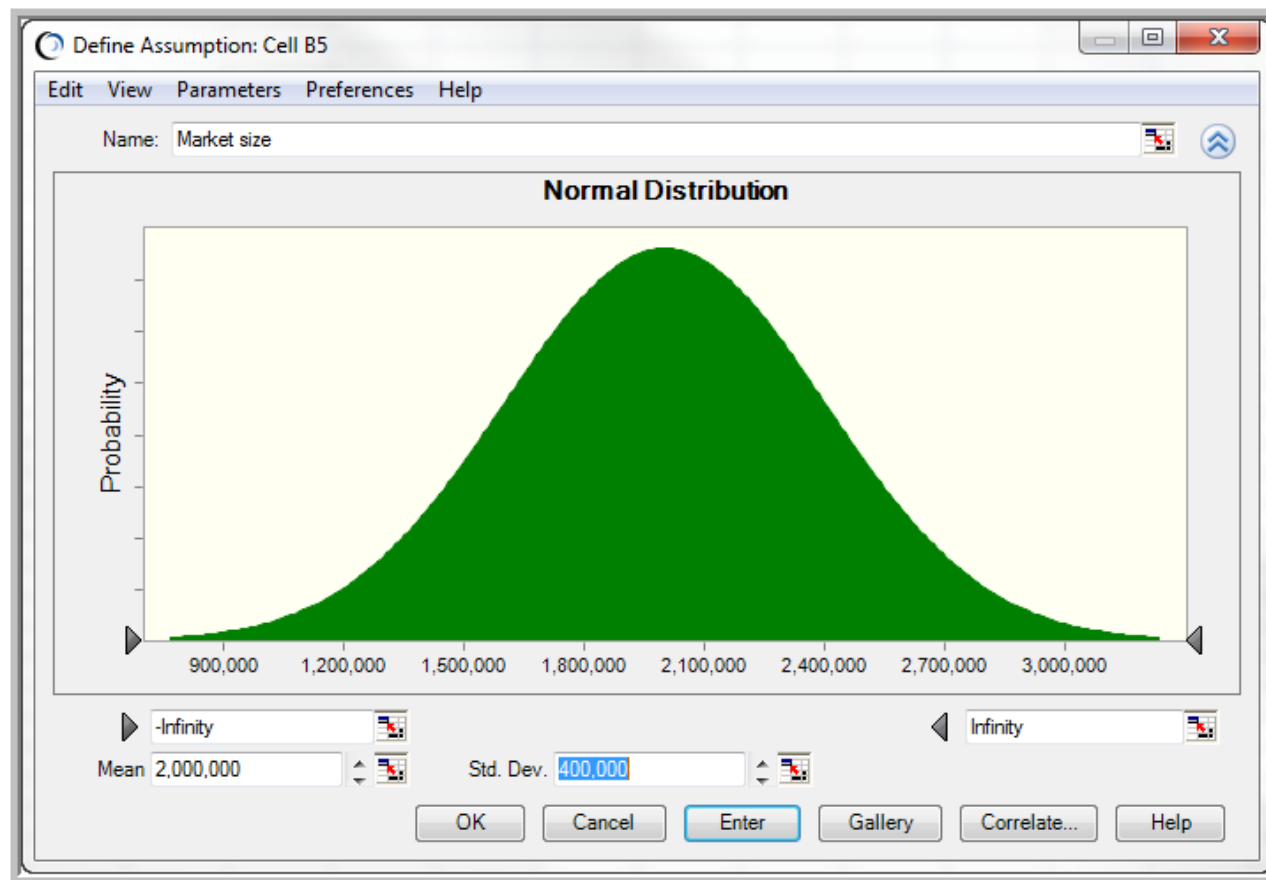 Define Assumption: Cell B5
Edit View Parameters Preferences Help
Name: Market size
Normal Distribution
Probability
900,000 1,200,000 1,500,000 1,800,000 2,100,000 2,400,000 2,700,000 3,000,000
-Infinity Infinity
Mean 2,000,000 Std. Dev. 400,000
OK Cancel Enter Gallery Correlate... Help